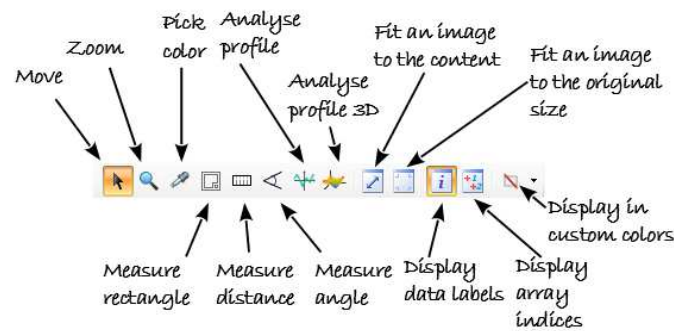 Move
Zoom
Pick
color
Analyse
profile
Analyse
profile 3D
Fit an image
to the content
Fit an image
to the original
size
Measure
rectangle
Measure
distance
Measure
angle
Display
data labels
Display
array
indices
Display in
custom colors
i
+1
+2